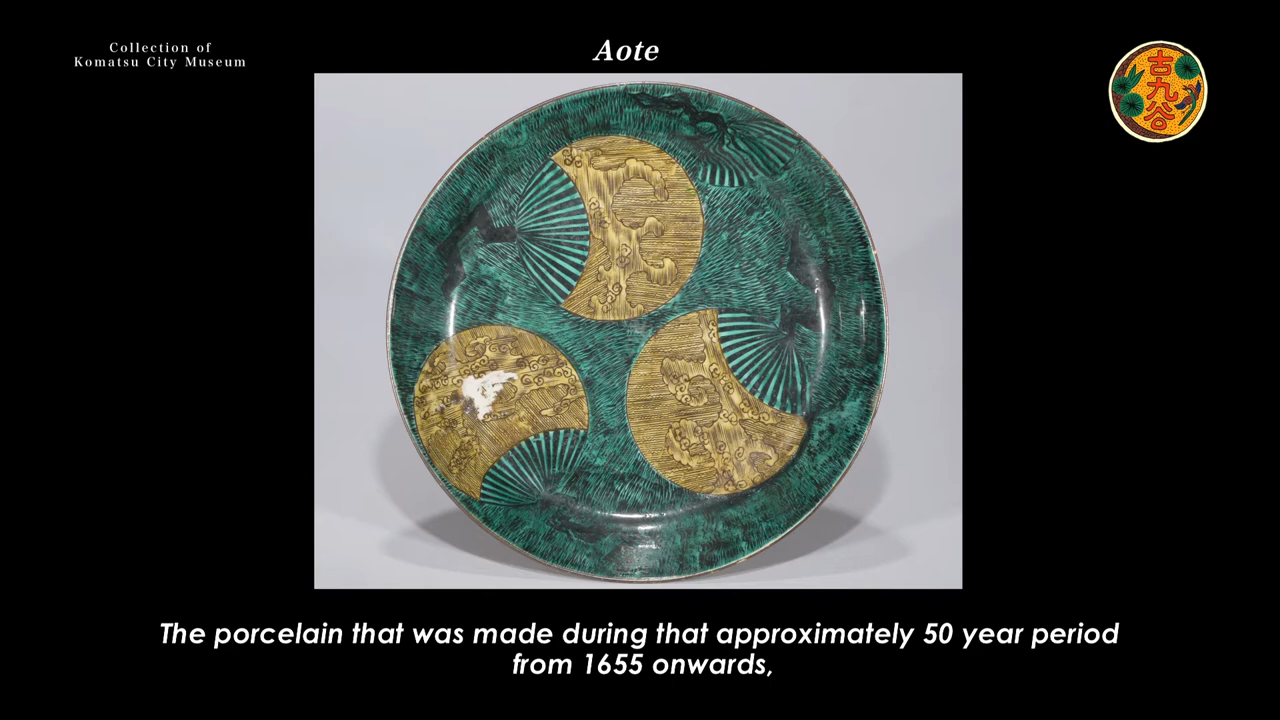 Collection of
Komatsu City Museum
Aote
古九谷
The porcelain that was made during that approximately 50 year period
from 1655 onwards,